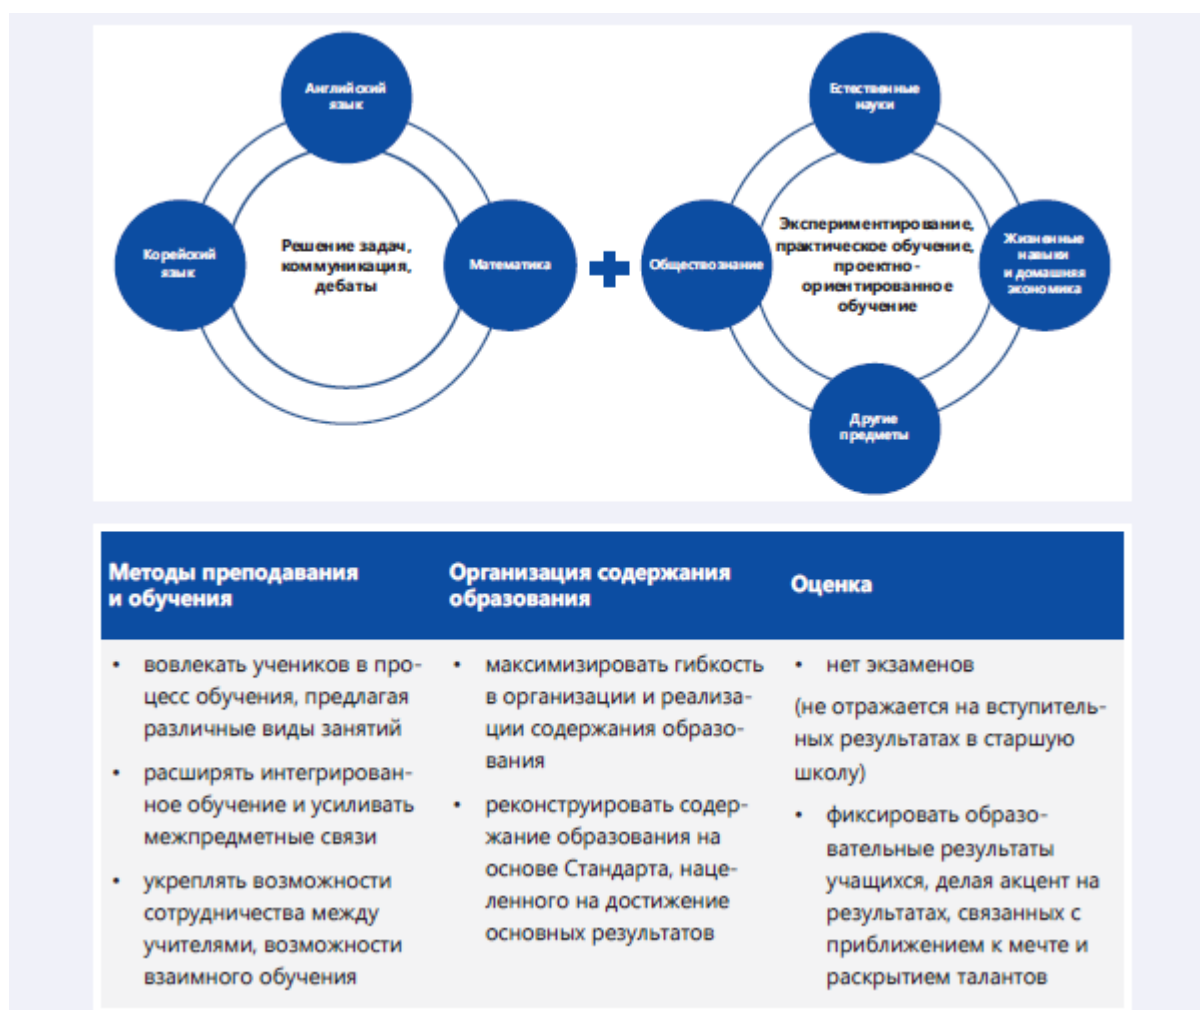 Английский
язык
Корейский
язык
Решение задач,
коммуникация,
дебаты
Математика
Естественные
науки
Обществознание
Экспериментирование,
практическое обучение,
проектно-
ориентированное
обучение
Жизненные
навыки
и домашняя
экономика
Другие
предметы
Методы преподавания
и обучения
• вовлекать учеников в про-
цесс обучения, предлагая
различные виды занятий
• расширять интегрирован-
ное обучение и усиливать
межпредметные связи
• укреплять возможности
сотрудничества между
учителями, возможности
взаимного обучения
Организация содержания
образования
• максимизировать гибкость
в организации и реализа-
ции содержания образо-
вания
• реконструировать содер-
жание образования на
основе Стандарта, наце-
ленного на достижение
основных результатов
Оценка
• нет экзаменов
(не отражается на вступитель-
ных результатах в старшую
школу)
• фиксировать образо-
вательные результаты
учащихся, делая акцент на
результатах, связанных с
приближением к мечте и
раскрытием талантов